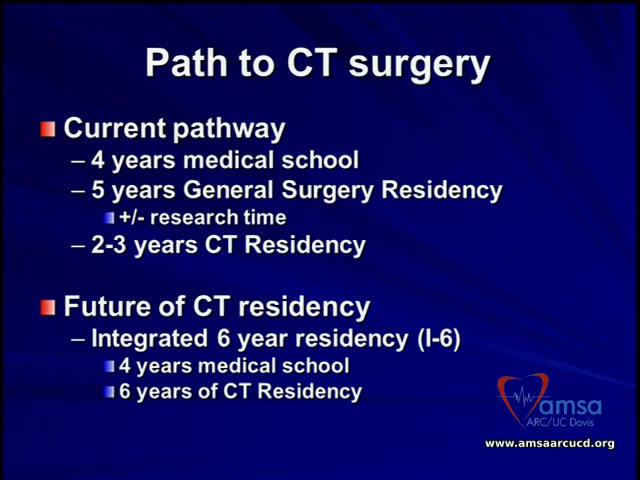 Path to CT surgery
Current pathway
– 4 years medical school
– 5 years General Surgery Residency
+/- research time
– 2-3 years CT Residency
Future of CT residency
– Integrated 6 year residency (I-6)
4 years medical school
6 years of CT Residency
amsa
ARC/UC Davis
www.amsaarcucd.org